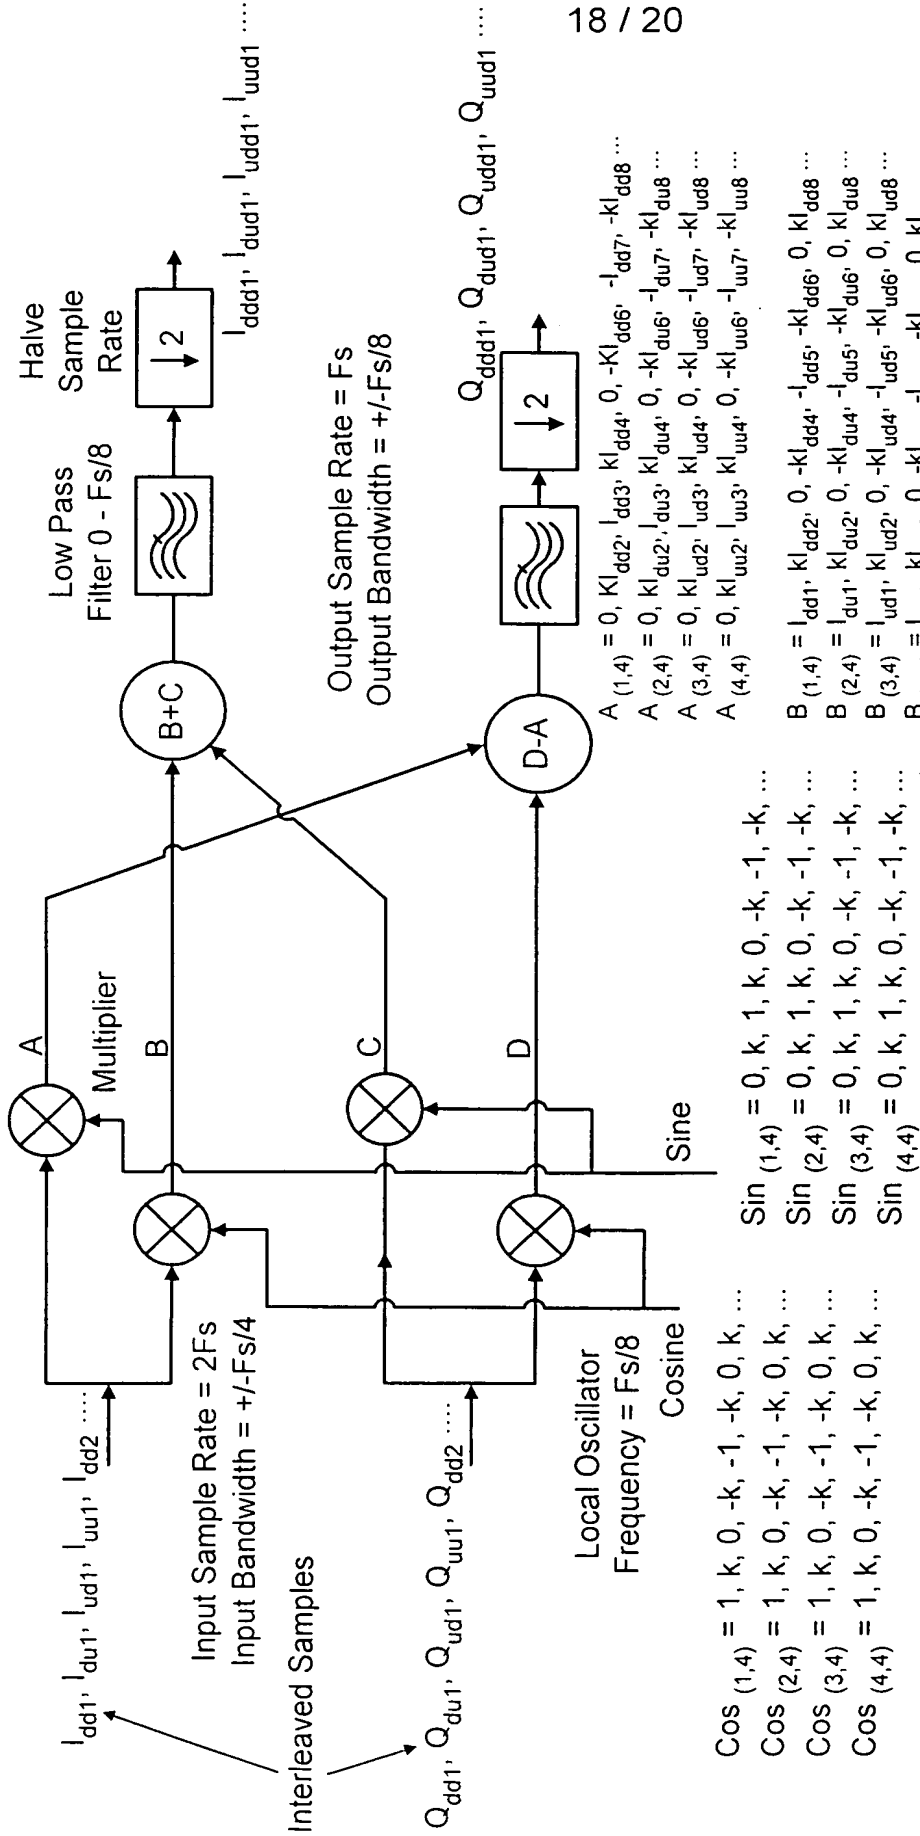 18 / 20
I_dd1, I_du1, I_ud1, I_uu1, I_dd2 ....
Interleaved Samples
Input Sample Rate = 2Fs
Input Bandwidth = +/-Fs/4
Q_dd1, Q_du1, Q_ud1, Q_uu1, Q_dd2 ....
Local Oscillator
Frequency = Fs/8
Cosine
Sine
Multiplier
A
B
C
D
B+C
D-A
Low Pass
Filter 0 - Fs/8
Halve
Sample
Rate
↓2
I_ddd1, I_dud1, I_udd1, I_uud1 ....
Output Sample Rate = Fs
Output Bandwidth = +/-Fs/8
↓2
Q_ddd1, Q_dud1, Q_udd1, Q_uud1 ....
Cos (1,4) = 1, k, 0, -k, -1, -k, 0, k, ...
Cos (2,4) = 1, k, 0, -k, -1, -k, 0, k, ...
Cos (3,4) = 1, k, 0, -k, -1, -k, 0, k, ...
Cos (4,4) = 1, k, 0, -k, -1, -k, 0, k, ...
Sin (1,4) = 0, k, 1, k, 0, -k, -1, -k, ...
Sin (2,4) = 0, k, 1, k, 0, -k, -1, -k, ...
Sin (3,4) = 0, k, 1, k, 0, -k, -1, -k, ...
Sin (4,4) = 0, k, 1, k, 0, -k, -1, -k, ...
A (1,4) = 0, KI_dd2, I_dd3, kI_dd4, 0, -KI_dd6, -I_dd7, -kI_dd8 ...
A (2,4) = 0, kI_du2, I_du3, kI_du4, 0, -kI_du6, -I_du7, -kI_du8 ...
A (3,4) = 0, kI_ud2, I_ud3, kI_ud4, 0, -kI_ud6, -I_ud7, -kI_ud8 ...
A (4,4) = 0, kI_uu2, I_uu3, kI_uu4, 0, -kI_uu6, -I_uu7, -kI_uu8 ...
B (1,4) = I_dd1, kI_dd2, 0, -kI_dd4, -I_dd5, -kI_dd6, 0, kI_dd8 ...
B (2,4) = I_du1, kI_du2, 0, -kI_du4, -I_du5, -kI_du6, 0, kI_du8 ...
B (3,4) = I_ud1, kI_ud2, 0, -kI_ud4, -I_ud5, -kI_ud6, 0, kI_ud8 ...